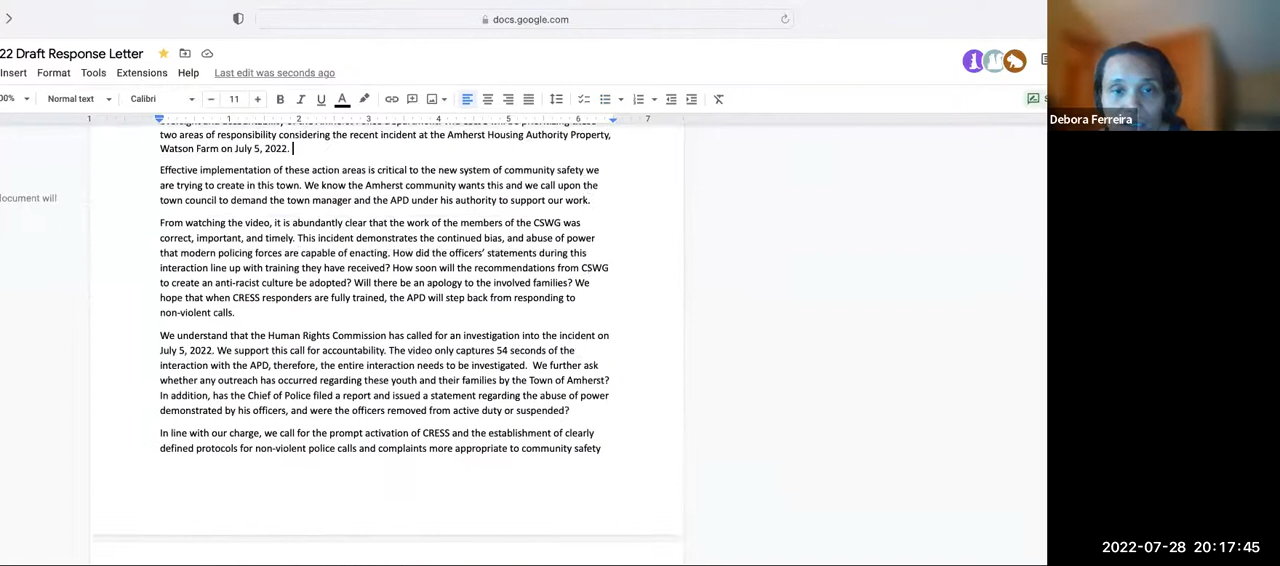 docs.google.com
22 Draft Response Letter
Insert Format Tools Extensions Help Last edit was seconds ago
00% Normal text Calibri 11 B I U A
1 1 2 3 4 5 6 7
two areas of responsibility considering the recent incident at the Amherst Housing Authority Property,
Watson Farm on July 5, 2022.
ocument will
Effective implementation of these action areas is critical to the new system of community safety we
are trying to create in this town. We know the Amherst community wants this and we call upon the
town council to demand the town manager and the APD under his authority to support our work.
From watching the video, it is abundantly clear that the work of the members of the CSWG was
correct, important, and timely. This incident demonstrates the continued bias, and abuse of power
that modern policing forces are capable of enacting. How did the officers’ statements during this
interaction line up with training they have received? How soon will the recommendations from CSWG
to create an anti-racist culture be adopted? Will there be an apology to the involved families? We
hope that when CRESS responders are fully trained, the APD will step back from responding to
non-violent calls.
We understand that the Human Rights Commission has called for an investigation into the incident on
July 5, 2022. We support this call for accountability. The video only captures 54 seconds of the
interaction with the APD, therefore, the entire interaction needs to be investigated.  We further ask
whether any outreach has occurred regarding these youth and their families by the Town of Amherst?
In addition, has the Chief of Police filed a report and issued a statement regarding the abuse of power
demonstrated by his officers, and were the officers removed from active duty or suspended?
In line with our charge, we call for the prompt activation of CRESS and the establishment of clearly
defined protocols for non-violent police calls and complaints more appropriate to community safety
Debora Ferreira
2022-07-28 20:17:45